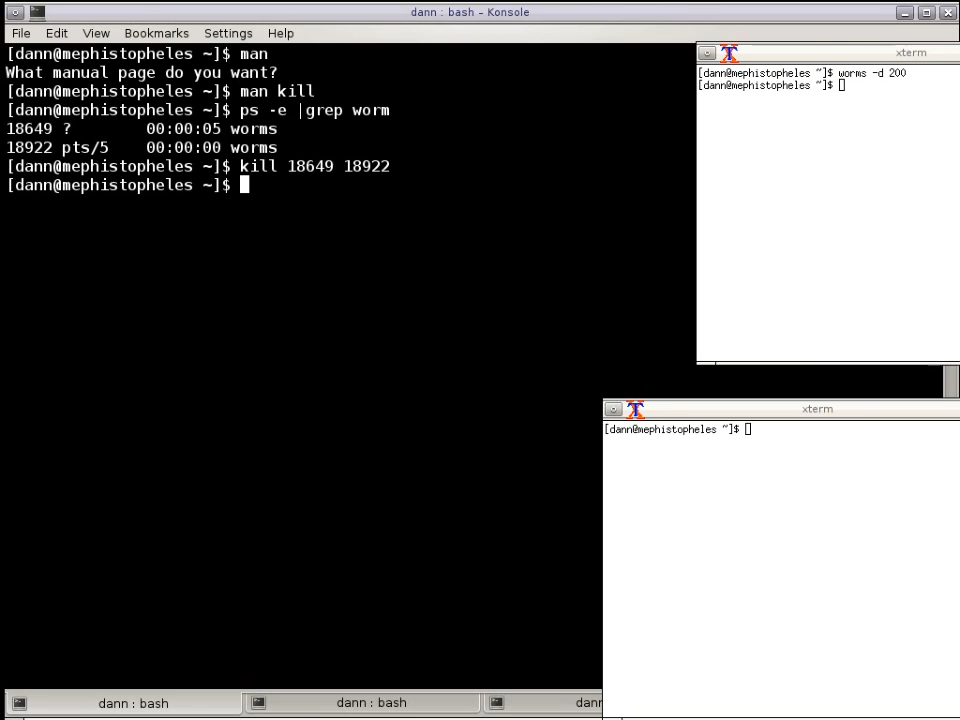 dann : bash – Konsole
File Edit View Bookmarks Settings Help
[dann@mephistopheles ~]$ man
What manual page do you want?
[dann@mephistopheles ~]$ man kill
[dann@mephistopheles ~]$ ps -e |grep worm
18649 ? 00:00:05 worms
18922 pts/5 00:00:00 worms
[dann@mephistopheles ~]$ kill 18649 18922
[dann@mephistopheles ~]$
xterm
[dann@mephistopheles ~]$ worms -d 200
[dann@mephistopheles ~]$
xterm
[dann@mephistopheles ~]$
dann : bash
dann : bash
dann